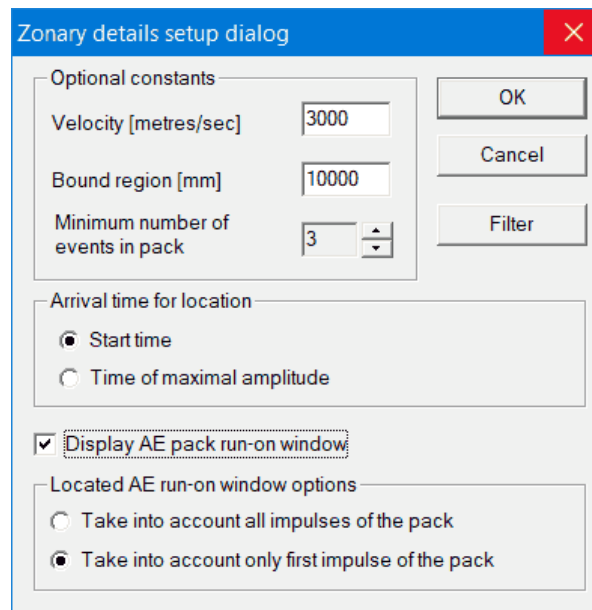 Zonary details setup dialog
Optional constants
Velocity [metres/sec]
3000
Bound region [mm]
10000
Minimum number of
events in pack
3
OK
Cancel
Filter
Arrival time for location
Start time
Time of maximal amplitude
Display AE pack run-on window
Located AE run-on window options
Take into account all impulses of the pack
Take into account only first impulse of the pack